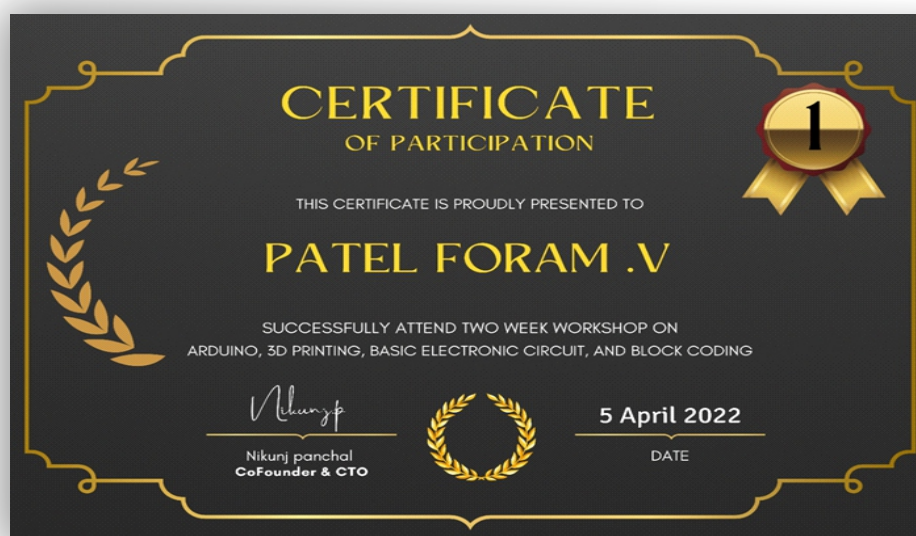 CERTIFICATE
OF PARTICIPATION
1
THIS CERTIFICATE IS PROUDLY PRESENTED TO
PATEL FORAM .V
SUCCESSFULLY ATTEND TWO WEEK WORKSHOP ON
ARDUINO, 3D PRINTING, BASIC ELECTRONIC CIRCUIT, AND BLOCK CODING
Nikunj.p
5 April 2022
Nikunj panchal
DATE
CoFounder & CTO